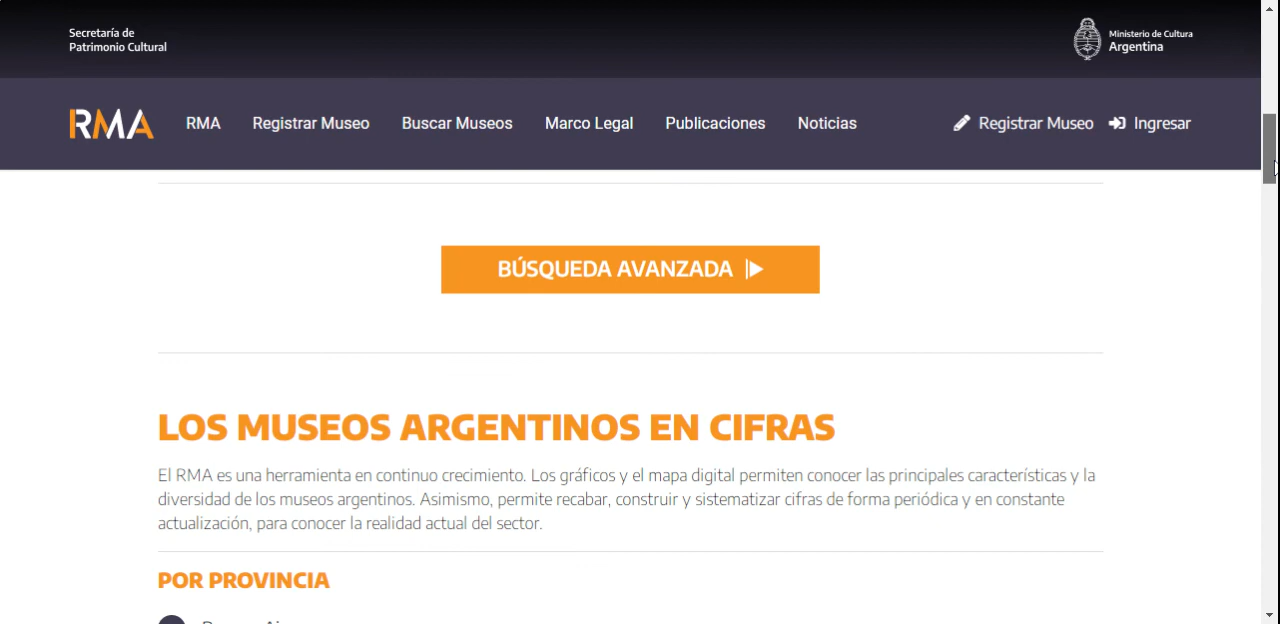 Secretaría de
Patrimonio Cultural
Ministerio de Cultura
Argentina
RMA RMA Registrar Museo Buscar Museos Marco Legal Publicaciones Noticias Registrar Museo Ingresar
BÚSQUEDA AVANZADA
LOS MUSEOS ARGENTINOS EN CIFRAS
El RMA es una herramienta en continuo crecimiento. Los gráficos y el mapa digital permiten conocer las principales características y la
diversidad de los museos argentinos. Asimismo, permite recabar, construir y sistematizar cifras de forma periódica y en constante
actualización, para conocer la realidad actual del sector.
POR PROVINCIA